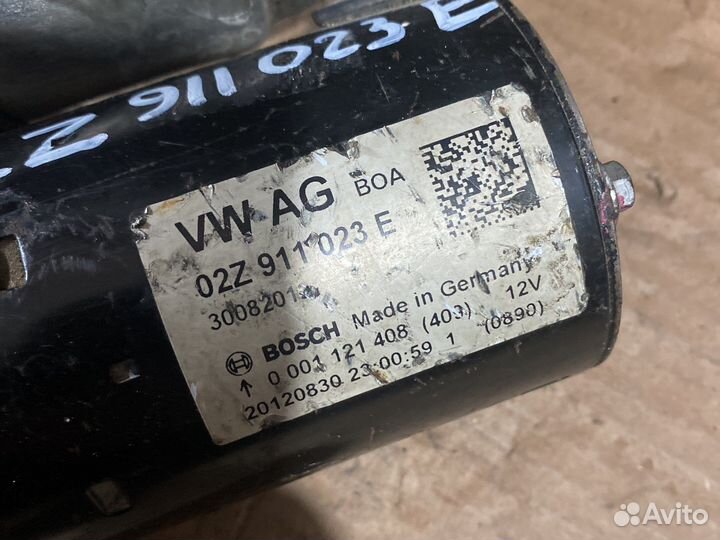 Z 911 023 E
VW AG BOA
02Z 911 023 E
3008201
BOSCH Made in Germany
0 001 121 408 (403) 12V
20120830 23:00:59 1 (0890)
Avito